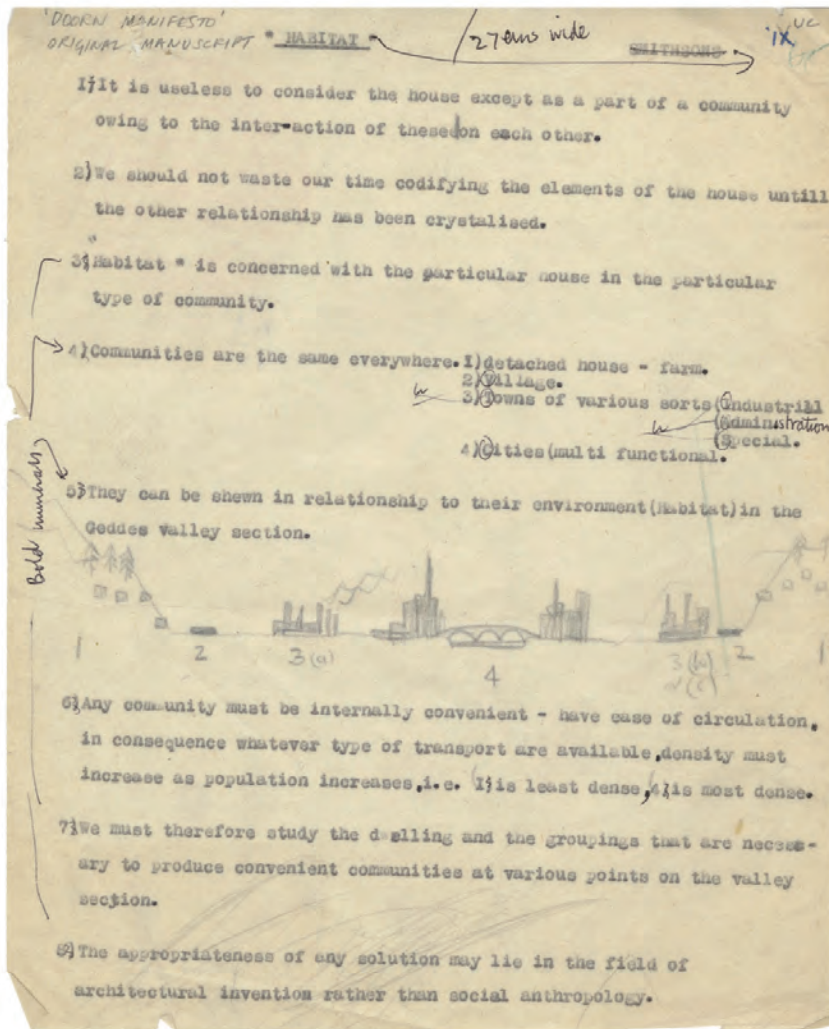 'DOORN MANIFESTO'
ORIGINAL MANUSCRIPT " HABITAT "
27 ems wide
SMITHSONS
ix
UC
1) It is useless to consider the house except as a part of a community
owing to the inter-action of these on each other.
2) We should not waste our time codifying the elements of the house untill
the other relationship has been crystalised.
3) "Habitat " is concerned with the particular house in the particular
type of community.
4) Communities are the same everywhere. 1) detached house - farm.
2) Village.
3) Towns of various sorts (Industrial
(Administration
(Special.
4) Cities (multi functional.
5) They can be shewn in relationship to their environment (Habitat) in the
Geddes valley section.
Bold numerals
1 2 3(a) 4 3(b) 2 1
(c)
6) Any community must be internally convenient - have ease of circulation,
in consequence whatever type of transport are available, density must
increase as population increases, i.e. (1) is least dense, (4) is most dense.
7) We must therefore study the dwelling and the groupings that are necess-
ary to produce convenient communities at various points on the valley
section.
8) The appropriateness of any solution may lie in the field of
architectural invention rather than social anthropology.